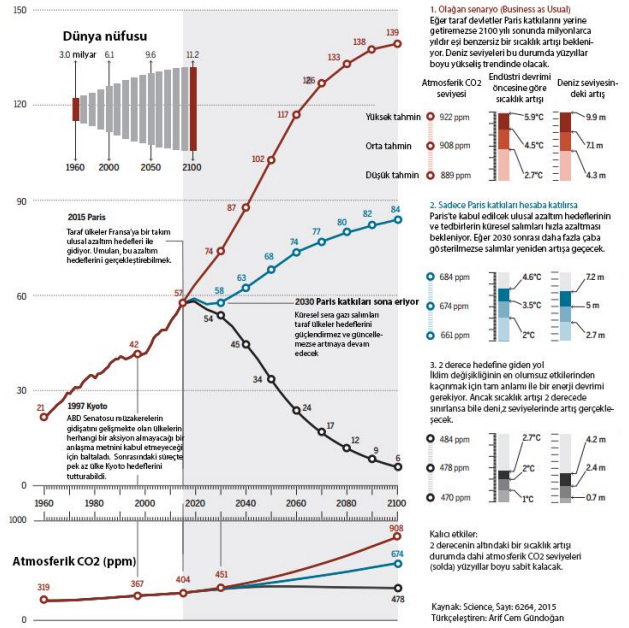 150
120
90
60
30
0
Dünya nüfusu
3.0 milyar 6.1 9.6 11.2
1960 2000 2050 2100
2015 Paris
Taraf ülkeler Fransa'ya bir takım
ulusal azaltım hedefleri ile
gidiyor. Umulan, bu azaltım
hedeflerini gerçekleştirebilmek.
1997 Kyoto
ABD Senatosu müzakerelerin
gidişatını gelişmekte olan ülkelerin
herhangi bir aksiyon almayacağı bir
anlaşma metnini kabul etmeyeceği
için baltaladı. Sonrasındaki süreçte
pek az ülke Kyoto hedeflerini
tutturabildi.
2030 Paris katkıları sona eriyor
Küresel sera gazı salımları
taraf ülkeler hedeflerini
güçlendirmez ve güncelle-
mezse artmaya devam
edecek
21 42 57 74 87 102 117 126 133 138 139
58 63 68 74 77 80 82 84
54 45 34 24 17 12 9 6
1960 1980 2000 2020 2040 2060 2080 2100
1000
0
Atmosferik CO2 (ppm)
319 367 404 451 908
674
478
1. Olağan senaryo (Business as Usual)
Eğer taraf devletler Paris katkılarını yerine
getiremezse 2100 yılı sonunda milyonlarca
yıldır eşi benzersiz bir sıcaklık artışı bekleni-
yor. Deniz seviyeleri bu durumda yüzyıllar
boyu yükseliş trendinde olacak.
Atmosferik CO2
seviyesi
Endüstri devrimi
öncesine göre
sıcaklık artışı
Deniz seviyesin-
deki artış
Yüksek tahmin 922 ppm 5.9°C 9.9 m
Orta tahmin 908 ppm 4.5°C 7.1 m
Düşük tahmin 889 ppm 2.7°C 4.3 m
2. Sadece Paris katkıları hesaba katılırsa
Paris'te kabul edilcek ulusal azaltım hedeflerinin
ve tedbirlerin küresel salımları hızla azaltması
bekleniyor. Eğer 2030 sonrası daha fazla çaba
gösterilmezse salımlar yeniden artışa geçecek.
684 ppm 4.6°C 7.2 m
674 ppm 3.5°C 5 m
661 ppm 2°C 2.7 m
3. 2 derece hedefine giden yol
İklim değişikliğinin en olumsuz etkilerinden
kaçınmak için tam anlamı ile bir enerji devrimi
gerekiyor. Ancak sıcaklık artışı 2 derecede
sınırlansa bile deni,z seviyelerinde artış gerçekle-
şecek.
484 ppm 2.7°C 4.2 m
478 ppm 2°C 2.4 m
470 ppm 1°C 0.7 m
Kalıcı etkiler:
2 derecenin altındaki bir sıcaklık artışı
durumda dahi atmosferik CO2 seviyeleri
(solda) yüzyıllar boyu sabit kalacak.
Kaynak: Science, Sayı: 6264, 2015
Türkçeleştiren: Arif Cem Gündoğan